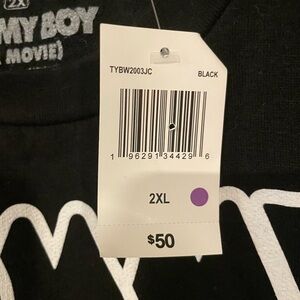 2X
MY BOY
MOVIE)
TYBW2003JC
BLACK
1 96291 34429 6
2XL
$50